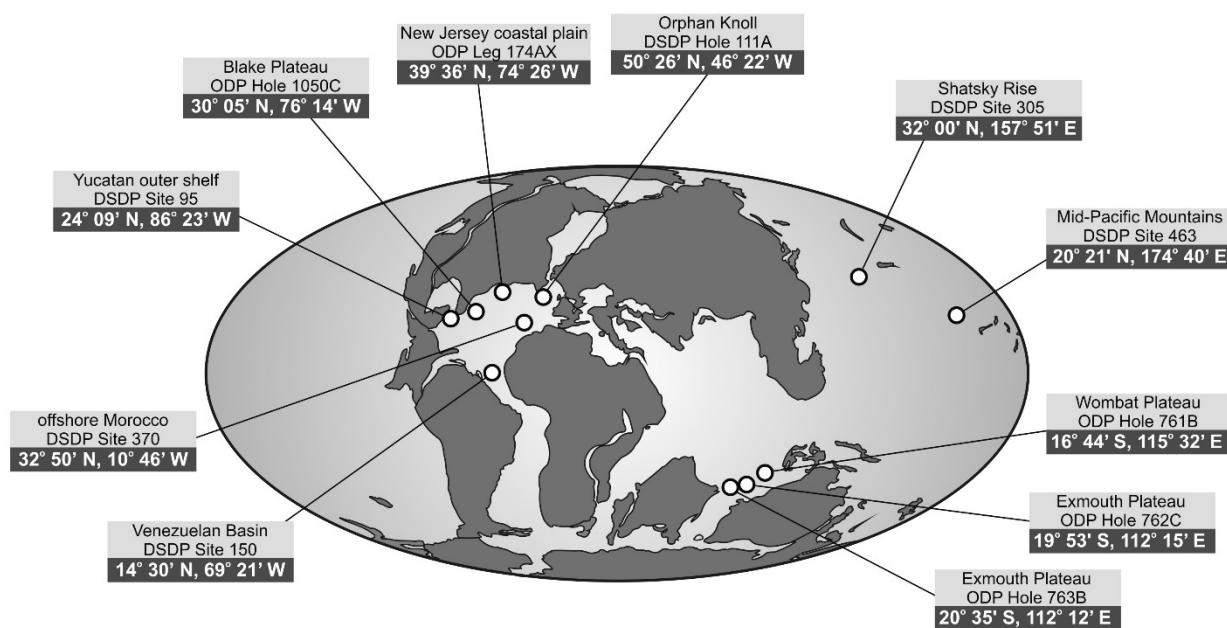 New Jersey coastal plain
ODP Leg 174AX
39° 36’ N, 74° 26’ W
Orphan Knoll
DSDP Hole 111A
50° 26’ N, 46° 22’ W
Blake Plateau
ODP Hole 1050C
30° 05’ N, 76° 14’ W
Shatsky Rise
DSDP Site 305
32° 00' N, 157° 51' E
Yucatan outer shelf
DSDP Site 95
24° 09’ N, 86° 23’ W
Mid-Pacific Mountains
DSDP Site 463
20° 21' N, 174° 40' E
offshore Morocco
DSDP Site 370
32° 50’ N, 10° 46’ W
Wombat Plateau
ODP Hole 761B
16° 44’ S, 115° 32’ E
Venezuelan Basin
DSDP Site 150
14° 30’ N, 69° 21’ W
Exmouth Plateau
ODP Hole 762C
19° 53' S, 112° 15’ E
Exmouth Plateau
ODP Hole 763B
20° 35' S, 112° 12’ E